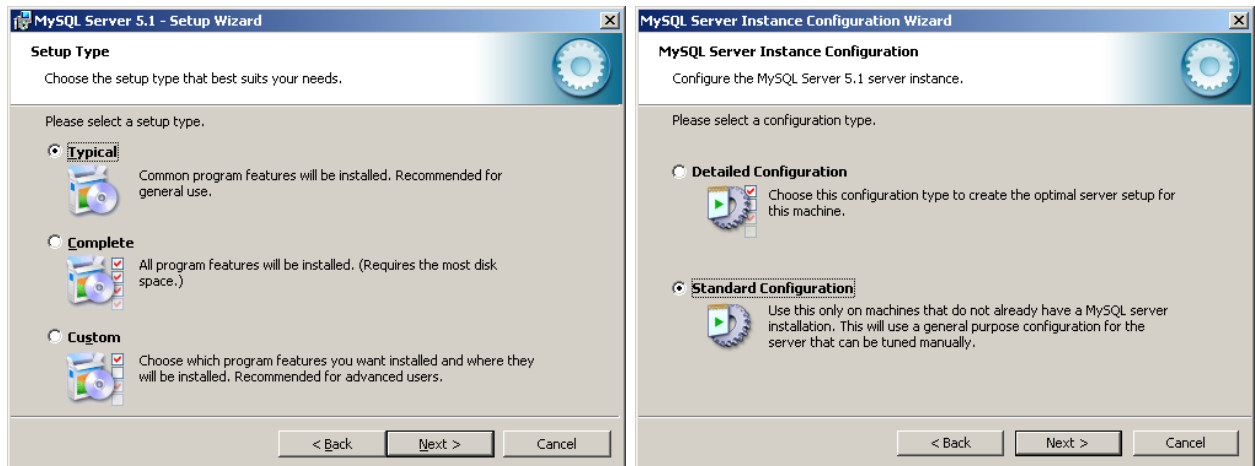 MySQL Server 5.1 - Setup Wizard
Setup Type
Choose the setup type that best suits your needs.
Please select a setup type.
Typical
Common program features will be installed. Recommended for
general use.
Complete
All program features will be installed. (Requires the most disk
space.)
Custom
Choose which program features you want installed and where they
will be installed. Recommended for advanced users.
< Back
Next >
Cancel
MySQL Server Instance Configuration Wizard
MySQL Server Instance Configuration
Configure the MySQL Server 5.1 server instance.
Please select a configuration type.
Detailed Configuration
Choose this configuration type to create the optimal server setup for
this machine.
Standard Configuration
Use this only on machines that do not already have a MySQL server
installation. This will use a general purpose configuration for the
server that can be tuned manually.
< Back
Next >
Cancel